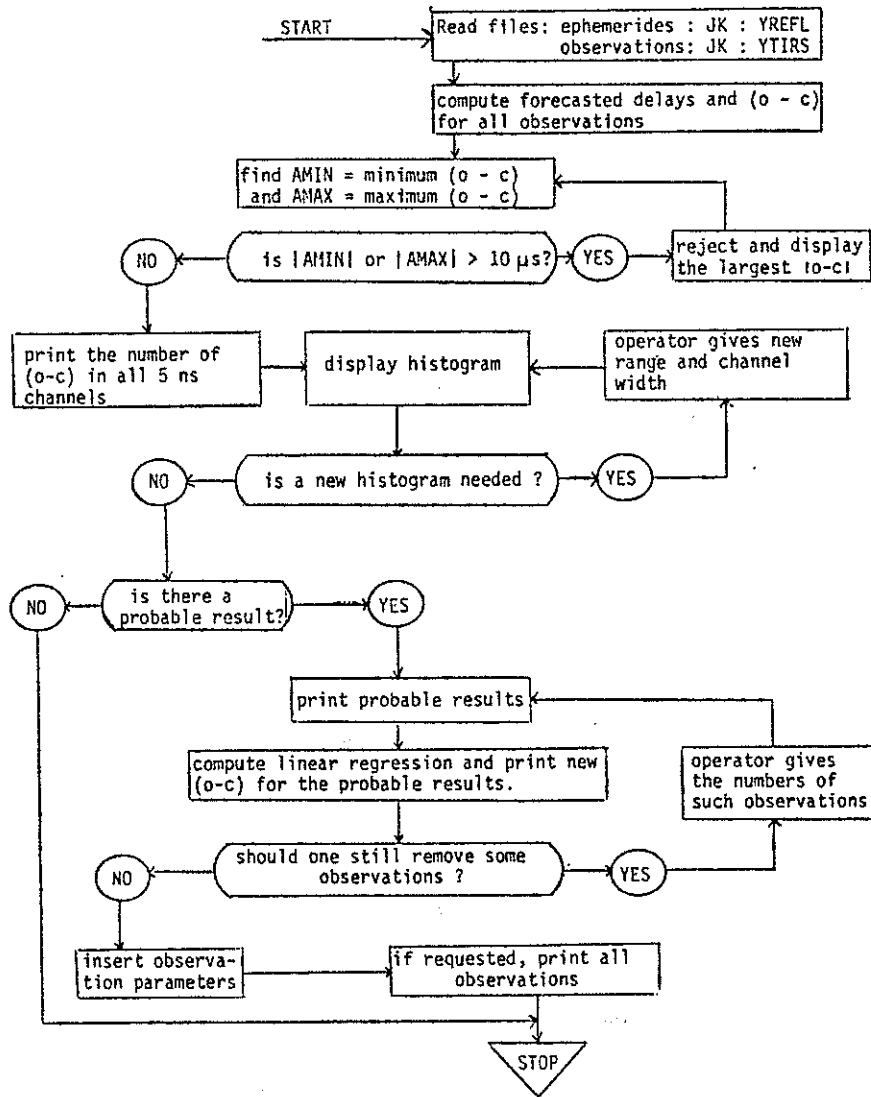 START
Read files: ephemerides : JK : YREFL
observations: JK : YTIRS
compute forecasted delays and (o - c)
for all observations
find AMIN = minimum (o - c)
and AMAX = maximum (o - c)
NO
is |AMIN| or |AMAX| > 10 μs?
YES
reject and display
the largest |o-c|
print the number of
(o-c) in all 5 ns
channels
display histogram
operator gives new
range and channel
width
NO
is a new histogram needed ?
YES
NO
is there a
probable result?
YES
print probable results
compute linear regression and print new
(o-c) for the probable results.
operator gives
the numbers of
such observations
NO
should one still remove some
observations ?
YES
insert observa-
tion parameters
if requested, print all
observations
STOP